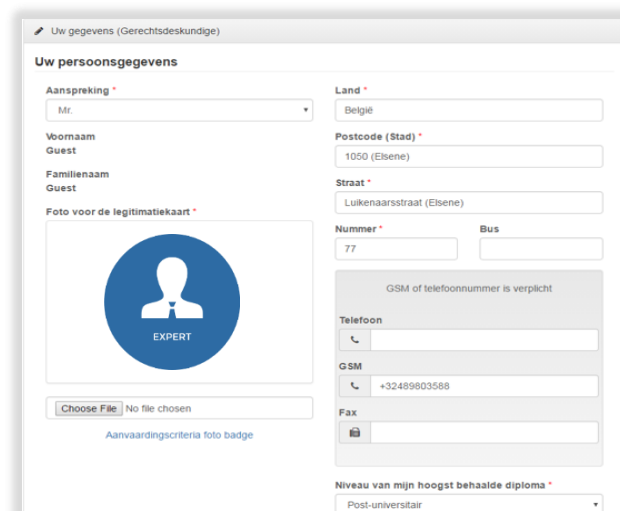 Uw gegevens (Gerechtsdeskundige)
Uw persoonsgegevens
Aanspreking *
Mr.
Voornaam
Guest
Familienaam
Guest
Foto voor de legitimatiekaart *
EXPERT
Choose File No file chosen
Aanvaardingscriteria foto badge
Land *
België
Postcode (Stad) *
1050 (Elsene)
Straat *
Luikenaarsstraat (Elsene)
Nummer * Bus
77
GSM of telefoonnummer is verplicht
Telefoon
GSM
+32489803588
Fax
Niveau van mijn hoogst behaalde diploma *
Post-universitair